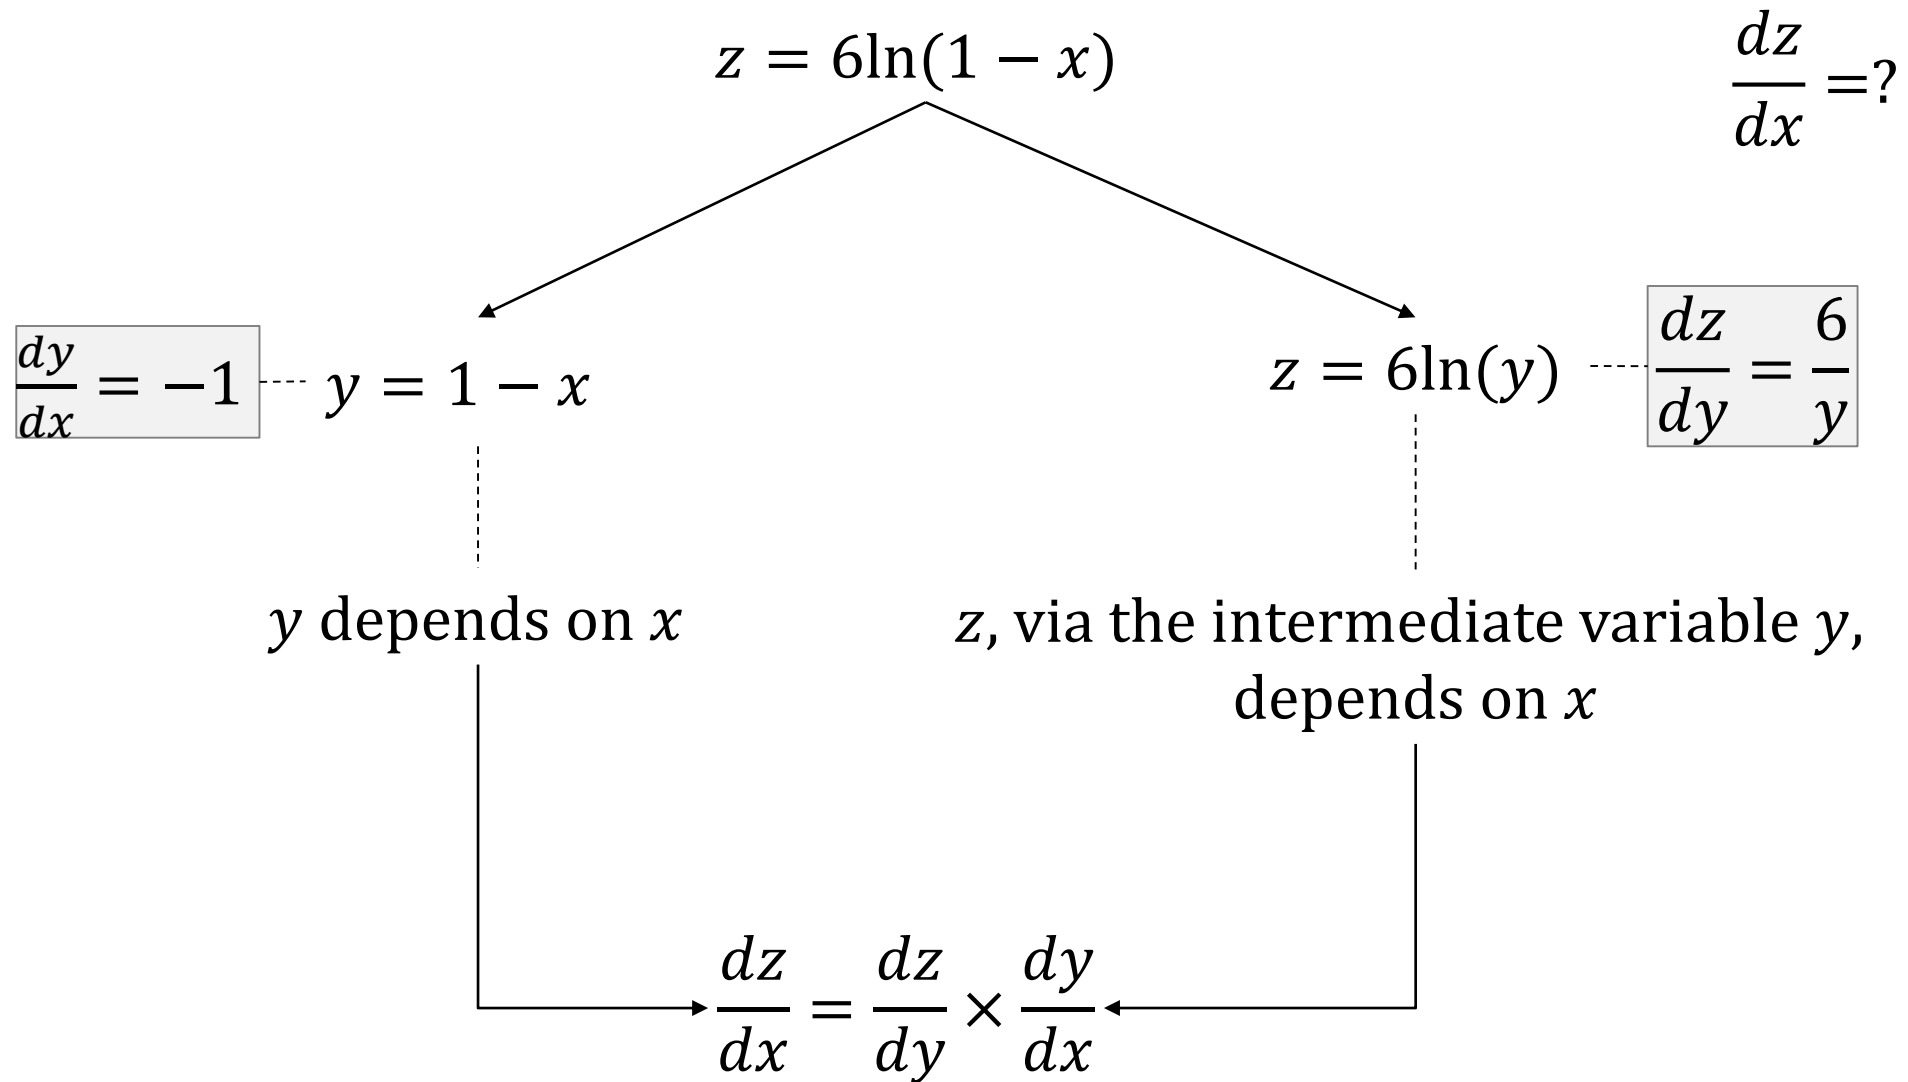 z = 6ln(1 − x)
dz/dx =?
dy/dx = −1
y = 1 − x
z = 6ln(y)
dz/dy = 6/y
y depends on x
z, via the intermediate variable y,
depends on x
dz/dx = dz/dy × dy/dx